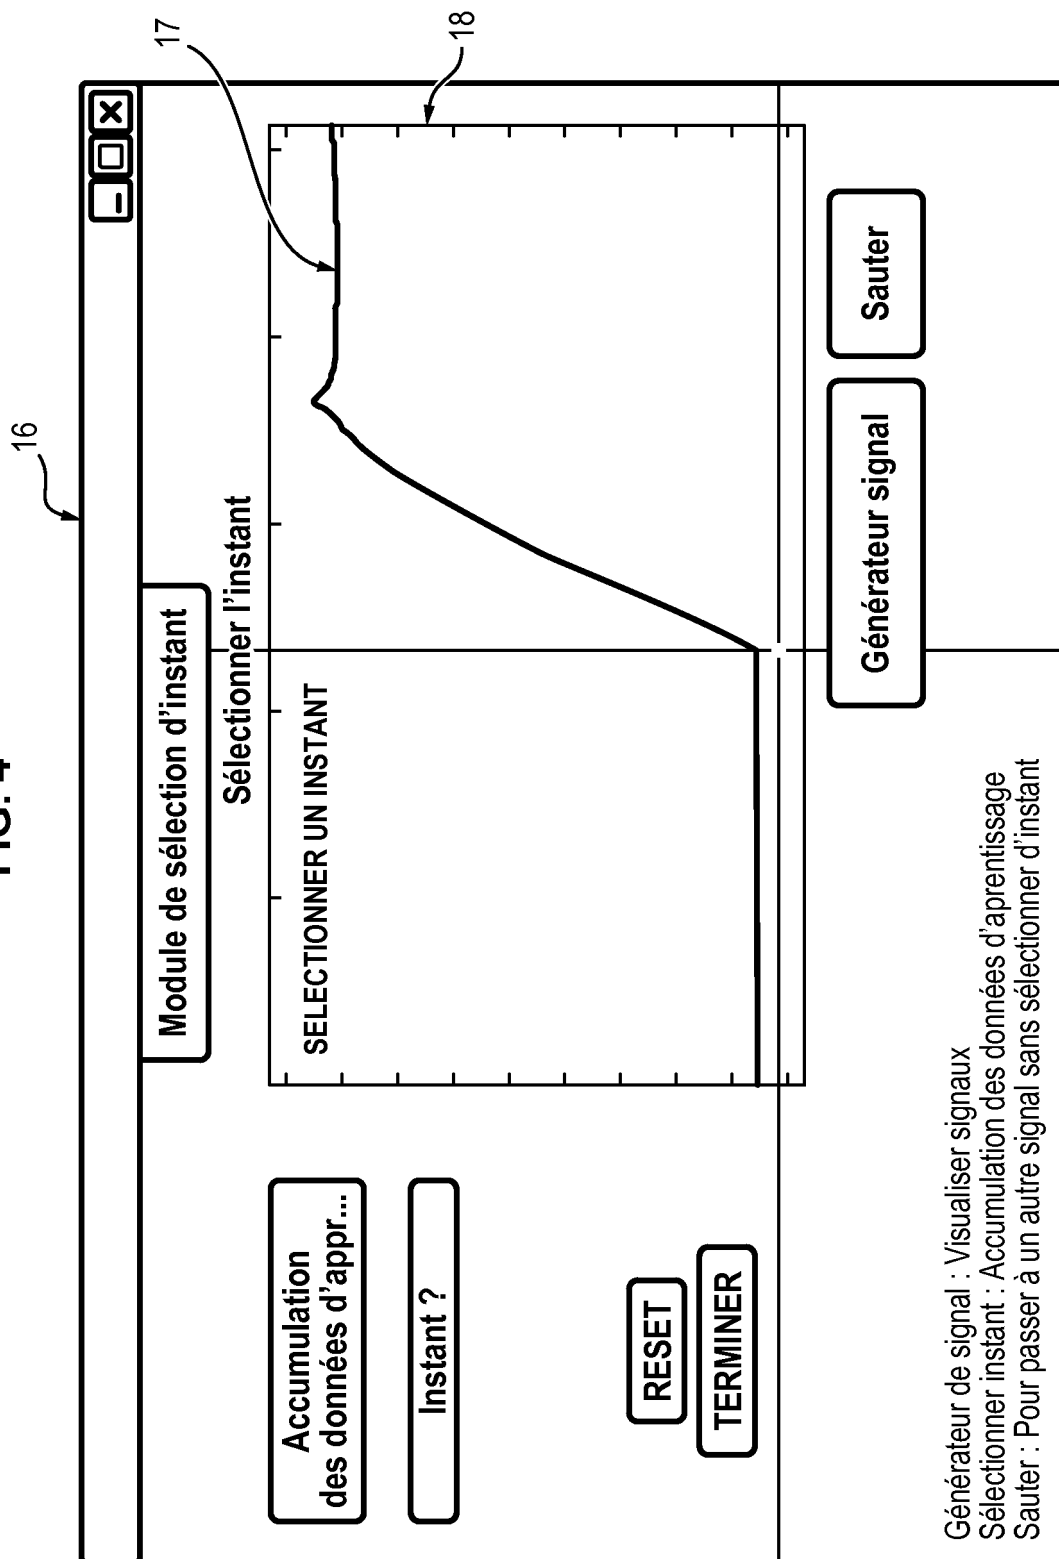 FIG. 4
16
17
18
Module de sélection d'instant
Sélectionner l'instant
SELECTIONNER UN INSTANT
Accumulation
des données d'appr...
Instant ?
RESET
TERMINER
Générateur signal
Sauter
Générateur de signal : Visualiser signaux
Sélectionner instant : Accumulation des données d'aprentissage
Sauter : Pour passer à un autre signal sans sélectionner d'instant